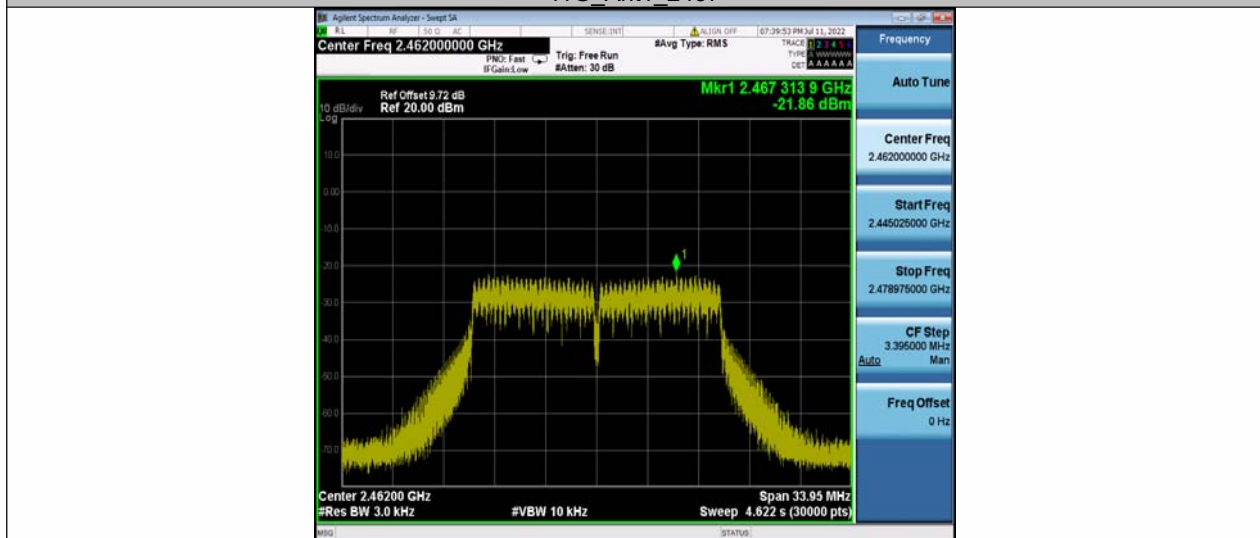 Agilent Spectrum Analyzer - Swept SA
RL RF 50 Ω AC SENSE:INT ALIGN OFF 07:39:53 PM Jul 11, 2022
Center Freq 2.462000000 GHz #Avg Type: RMS TRACE 1 2 3 4 5 6
PNO: Fast Trig: Free Run TYPE
IFGain:Low #Atten: 30 dB DET A A A A A A
Frequency
Mkr1 2.467 313 9 GHz
-21.86 dBm
Ref Offset 9.72 dB
10 dB/div Ref 20.00 dBm
Log
10.0
0.00
-10.0
-20.0
-30.0
-40.0
-50.0
-60.0
-70.0
1
Center 2.46200 GHz Span 33.95 MHz
#Res BW 3.0 kHz #VBW 10 kHz Sweep 4.622 s (30000 pts)
MSG STATUS
Auto Tune
Center Freq
2.462000000 GHz
Start Freq
2.445025000 GHz
Stop Freq
2.478975000 GHz
CF Step
3.395000 MHz
Auto Man
Freq Offset
0 Hz